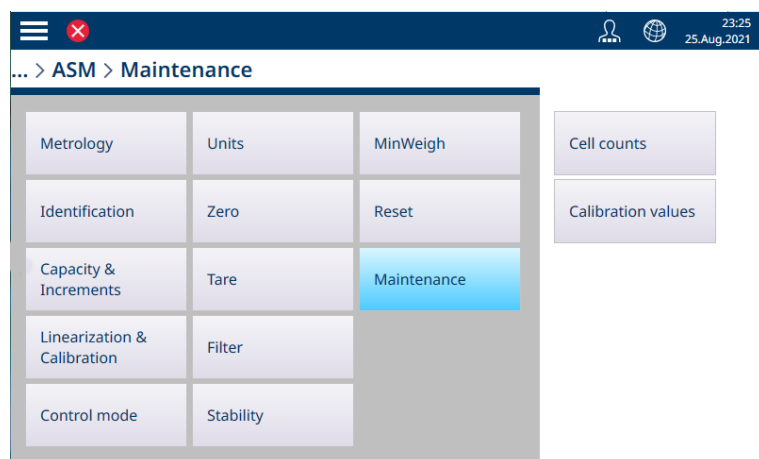 23:25
25.Aug.2021
... > ASM > Maintenance
Metrology
Units
MinWeigh
Cell counts
Identification
Zero
Reset
Calibration values
Capacity &
Increments
Tare
Maintenance
Linearization &
Calibration
Filter
Control mode
Stability